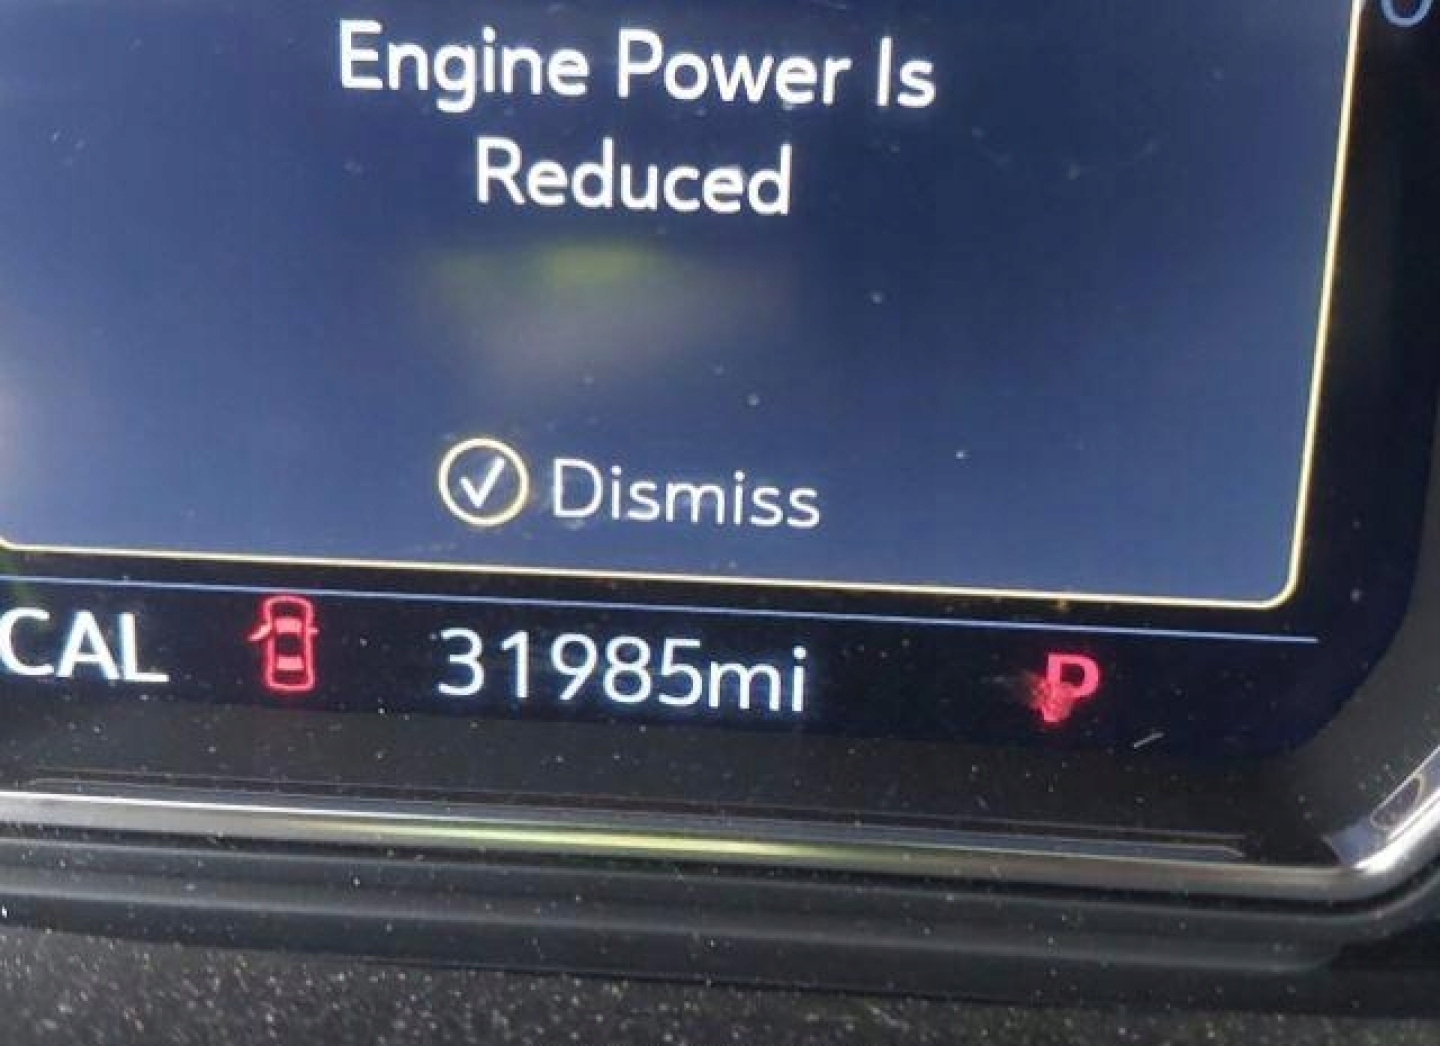 Engine Power Is
Reduced
Dismiss
CAL 31985mi P